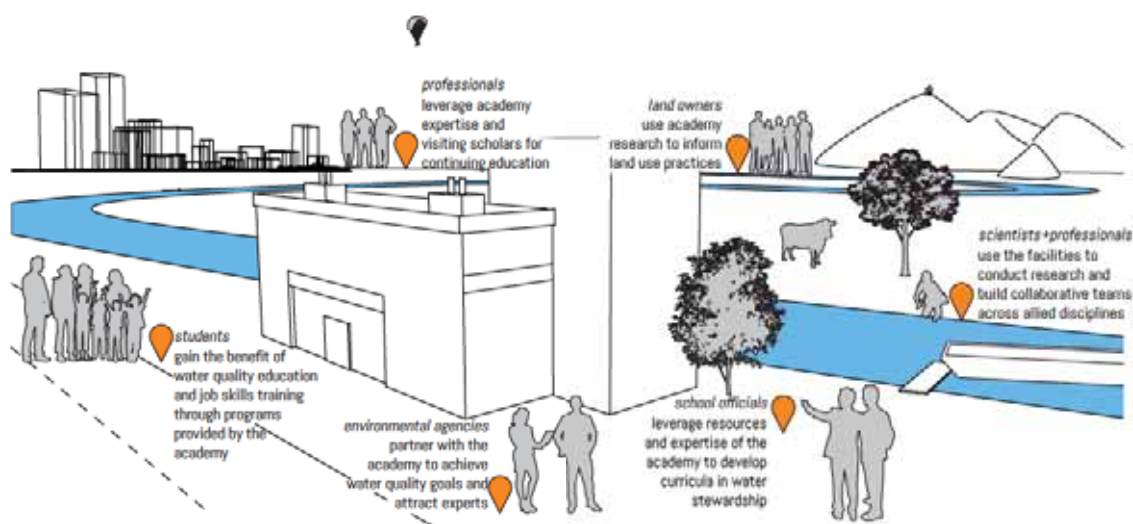 professionals
leverage academy
expertise and
visiting scholars for
continuing education
land owners
use academy
research to inform
land use practices
scientists+professionals
use the facilities to
conduct research and
build collaborative teams
across allied disciplines
students
gain the benefit of
water quality education
and job skills training
through programs
provided by the
academy
environmental agencies
partner with the
academy to achieve
water quality goals and
attract experts
school officials
leverage resources
and expertise of the
academy to develop
curricula in water
stewardship